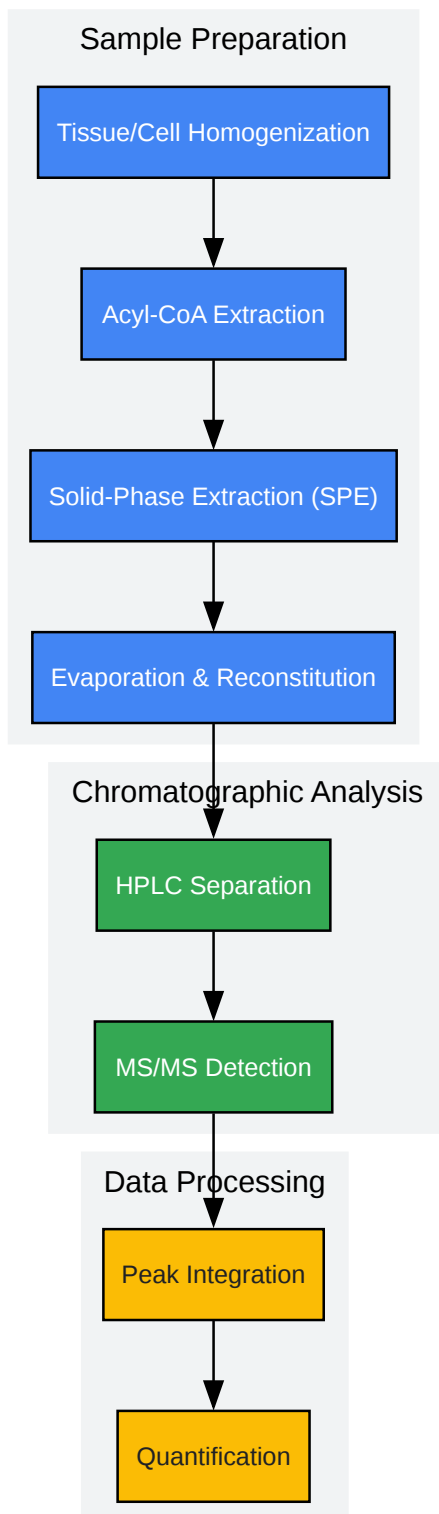 Sample Preparation
Tissue/Cell Homogenization
Acyl-CoA Extraction
Solid-Phase Extraction (SPE)
Evaporation & Reconstitution
Chromatographic Analysis
HPLC Separation
MS/MS Detection
Data Processing
Peak Integration
Quantification